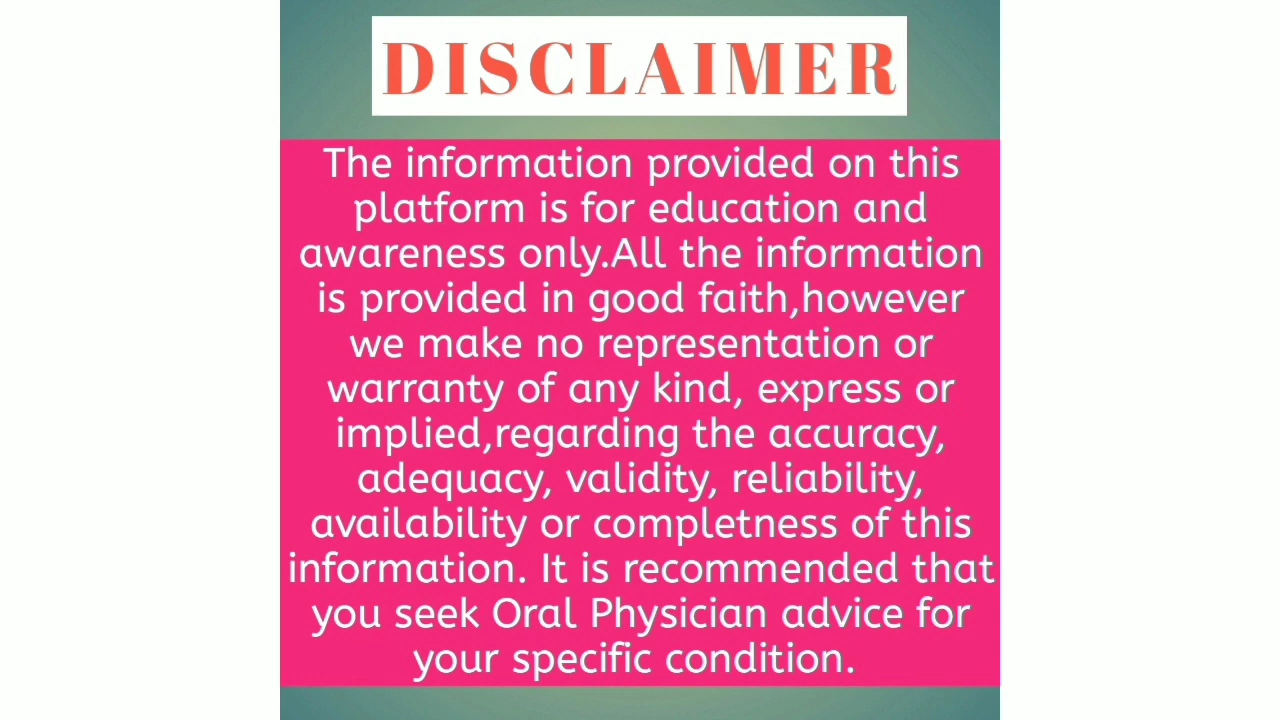 DISCLAIMER
The information provided on this
platform is for education and
awareness only.All the information
is provided in good faith,however
we make no representation or
warranty of any kind, express or
implied,regarding the accuracy,
adequacy, validity, reliability,
availability or completness of this
information. It is recommended that
you seek Oral Physician advice for
your specific condition.